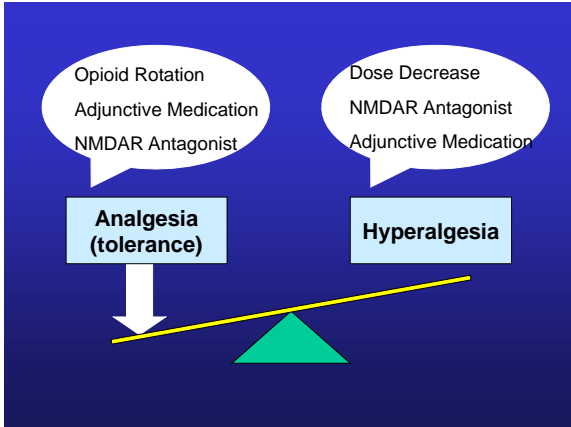 Opioid Rotation
Adjunctive Medication
NMDAR Antagonist
Dose Decrease
NMDAR Antagonist
Adjunctive Medication
Analgesia
(tolerance)
Hyperalgesia